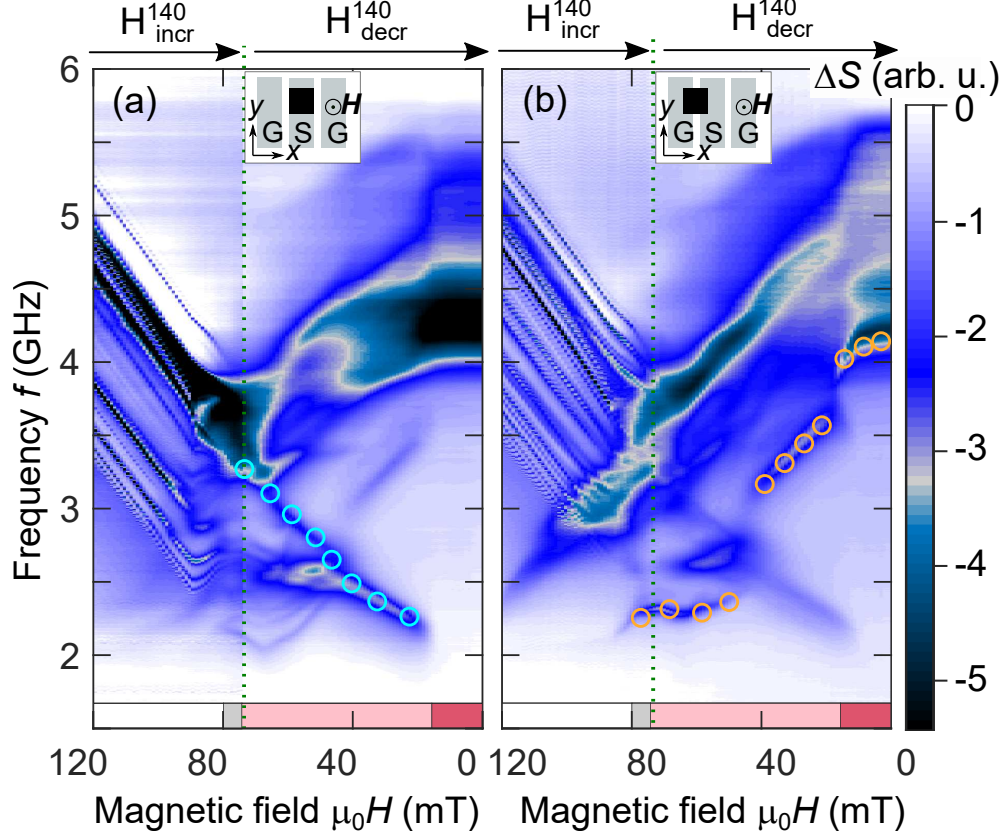 H¹⁴⁰incr H¹⁴⁰decr H¹⁴⁰incr H¹⁴⁰decr
ΔS (arb. u.)
(a) (b)
y G S G x ⊙H
y G S G x ⊙H
Frequency f (GHz)
6
5
4
3
2
0
-1
-2
-3
-4
-5
120 80 40 0
120 80 40 0
Magnetic field μ₀H (mT) Magnetic field μ₀H (mT)